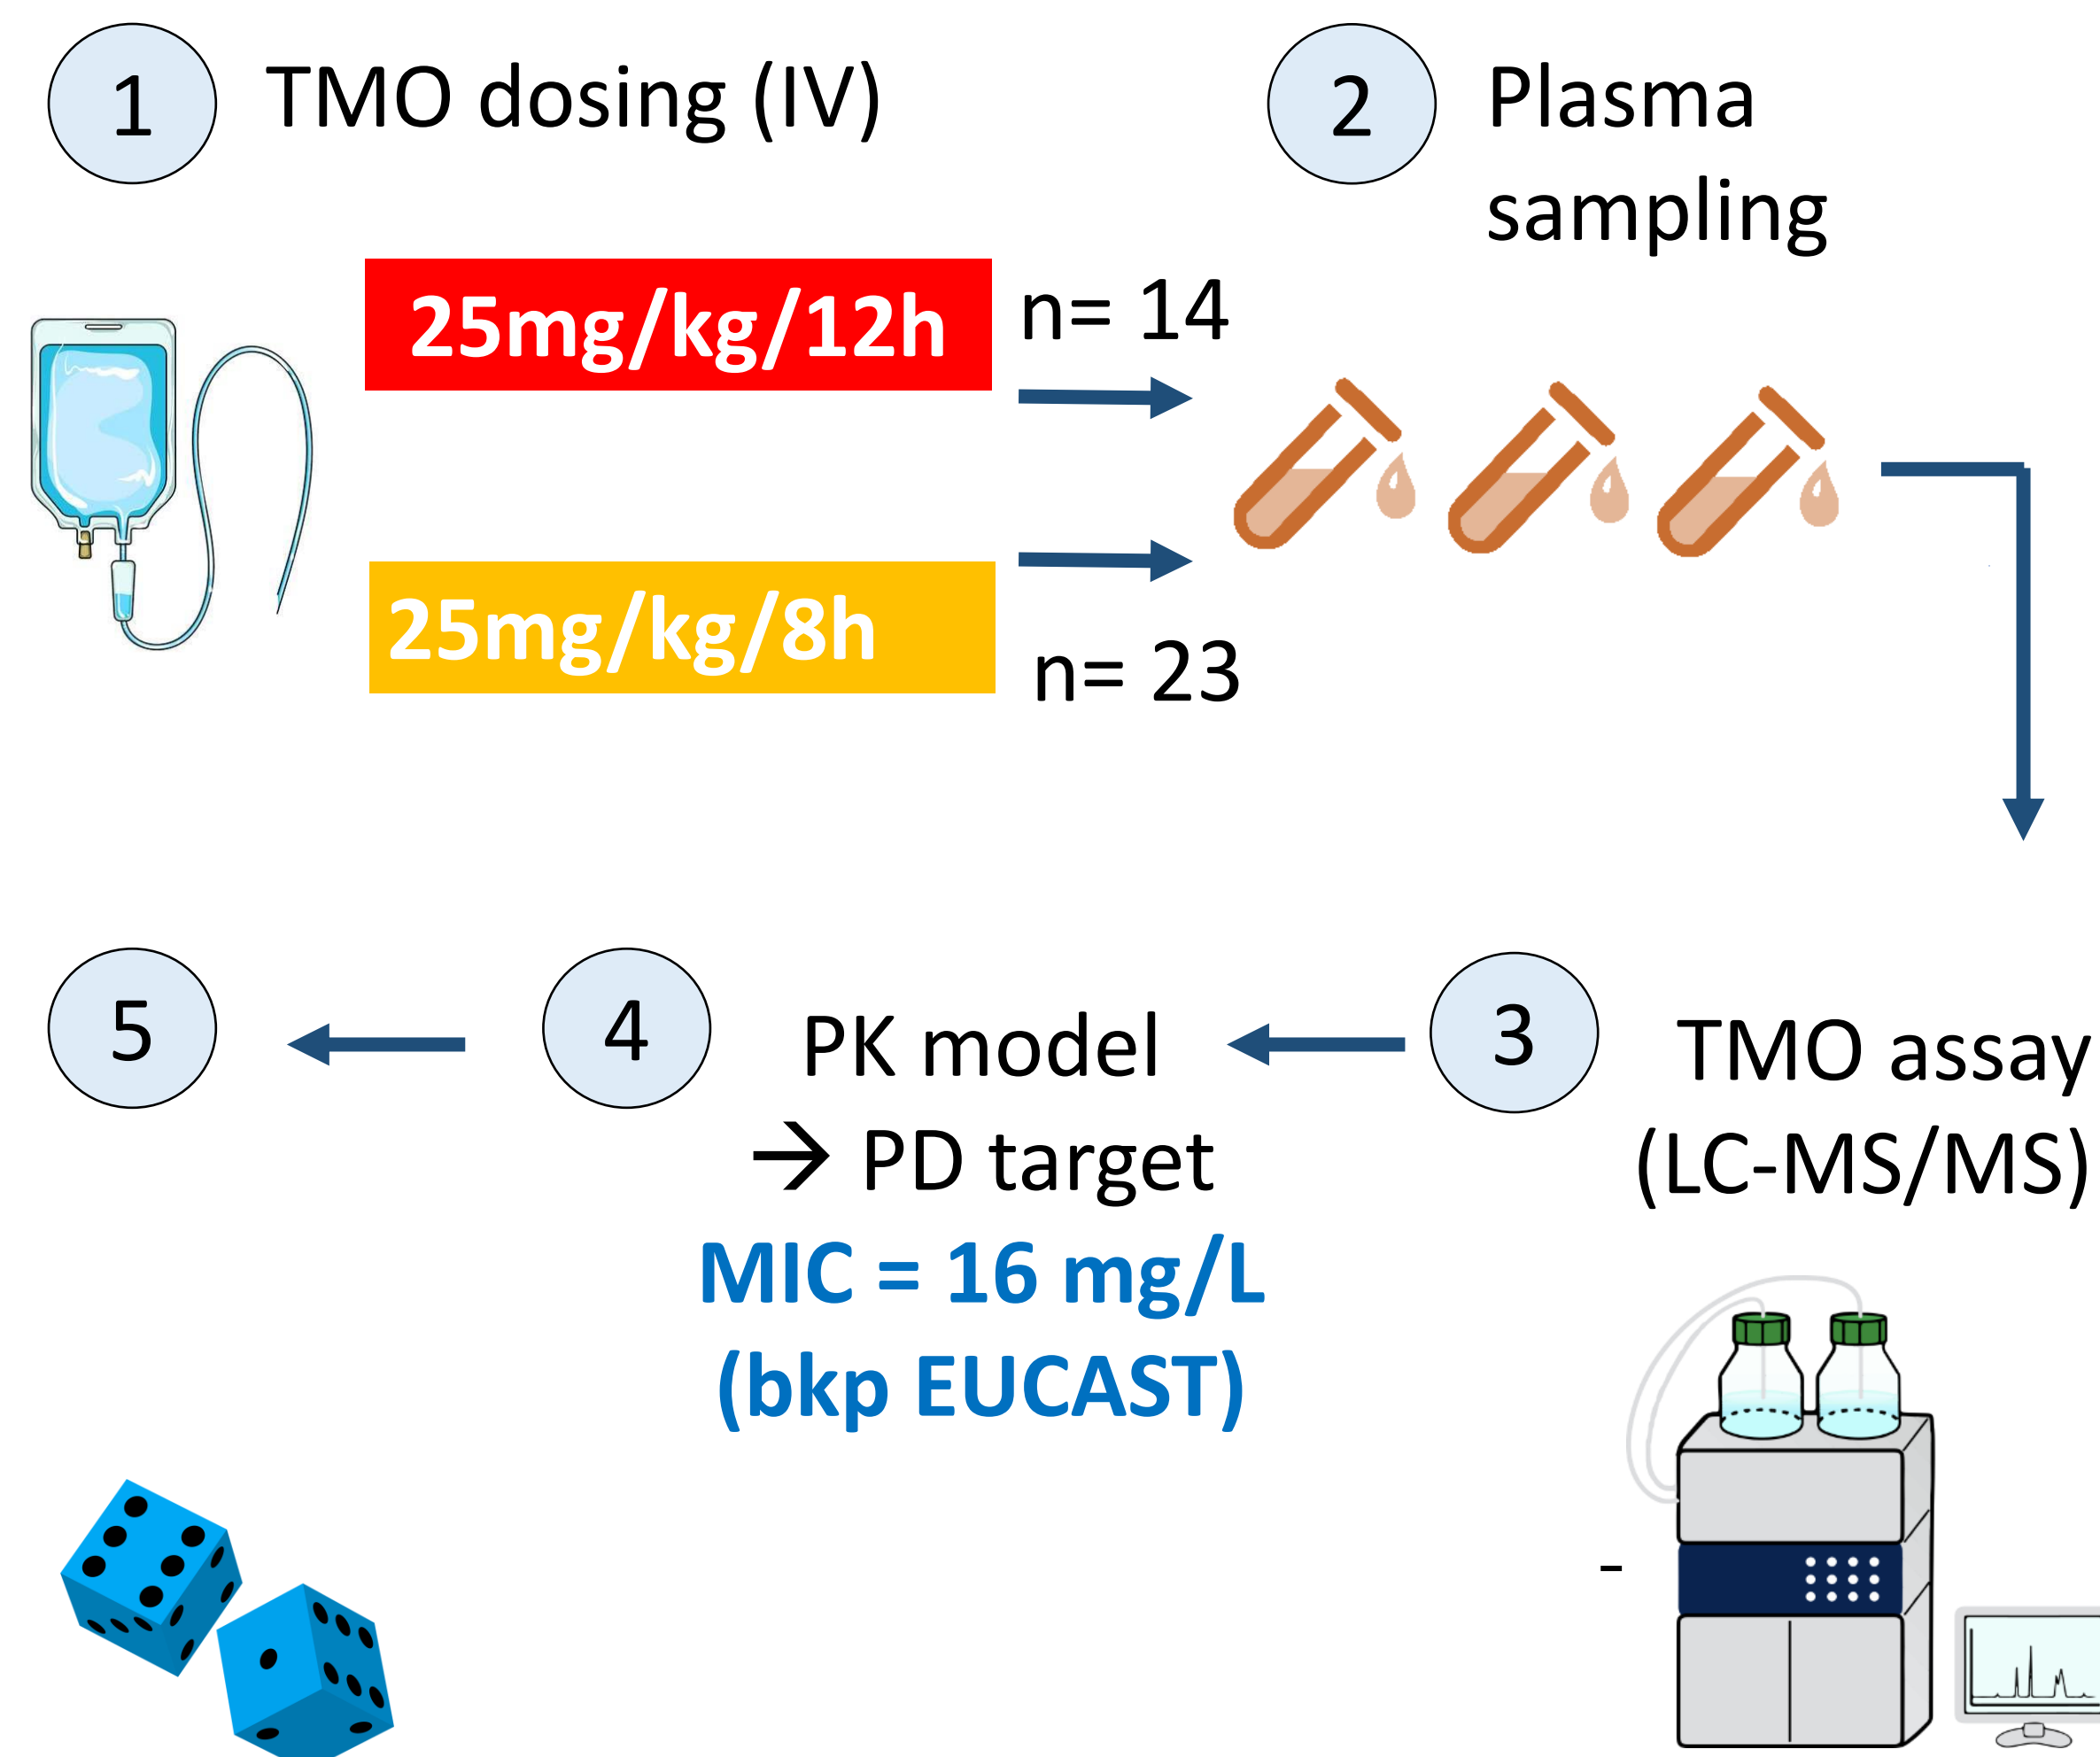 1 TMO dosing (IV)
2 Plasma
sampling
25mg/kg/12h
n= 14
25mg/kg/8h
n= 23
5
4 PK model
→ PD target
MIC = 16 mg/L
(bkp EUCAST)
3 TMO assay
(LC-MS/MS)
-